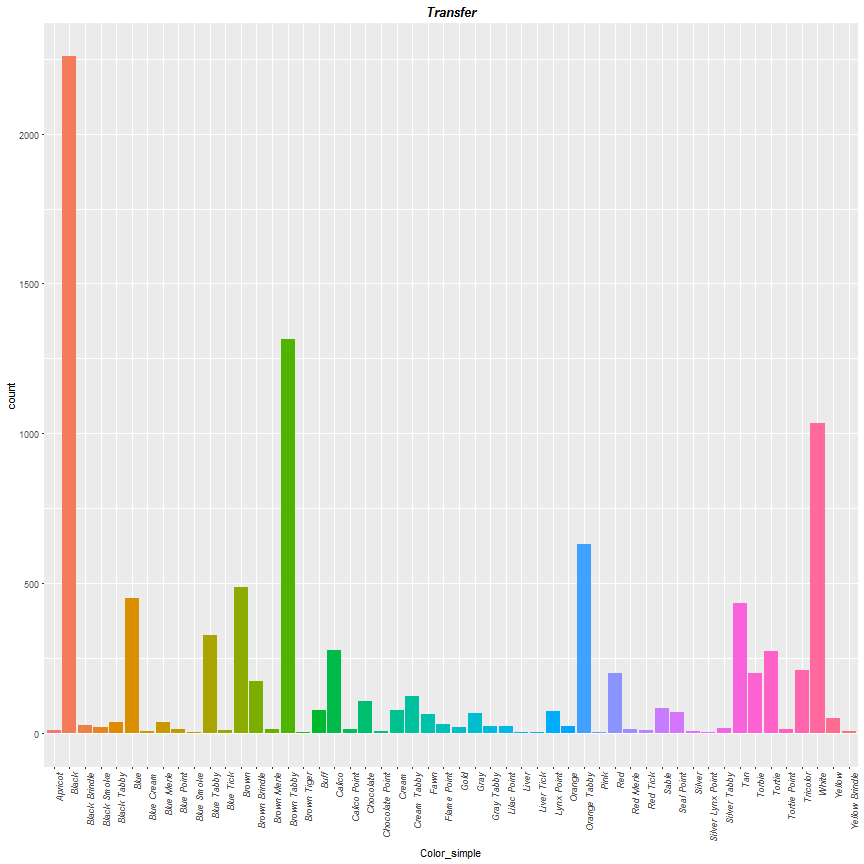 Transfer
count
2000
1500
1000
500
0
Apricot
Black
Black Brindle
Black Smoke
Black Tabby
Blue
Blue Cream
Blue Merle
Blue Point
Blue Smoke
Blue Tabby
Blue Tick
Brown
Brown Brindle
Brown Merle
Brown Tabby
Brown Tiger
Buff
Calico
Calico Point
Chocolate
Chocolate Point
Cream
Cream Tabby
Fawn
Flame Point
Gold
Gray
Gray Tabby
Lilac Point
Liver
Liver Tick
Lynx Point
Orange
Orange Tabby
Pink
Red
Red Merle
Red Tick
Sable
Seal Point
Silver
Silver Lynx Point
Silver Tabby
Tan
Torbie
Tortie
Tortie Point
Tricolor
White
Yellow
Yellow Brindle
Color_simple